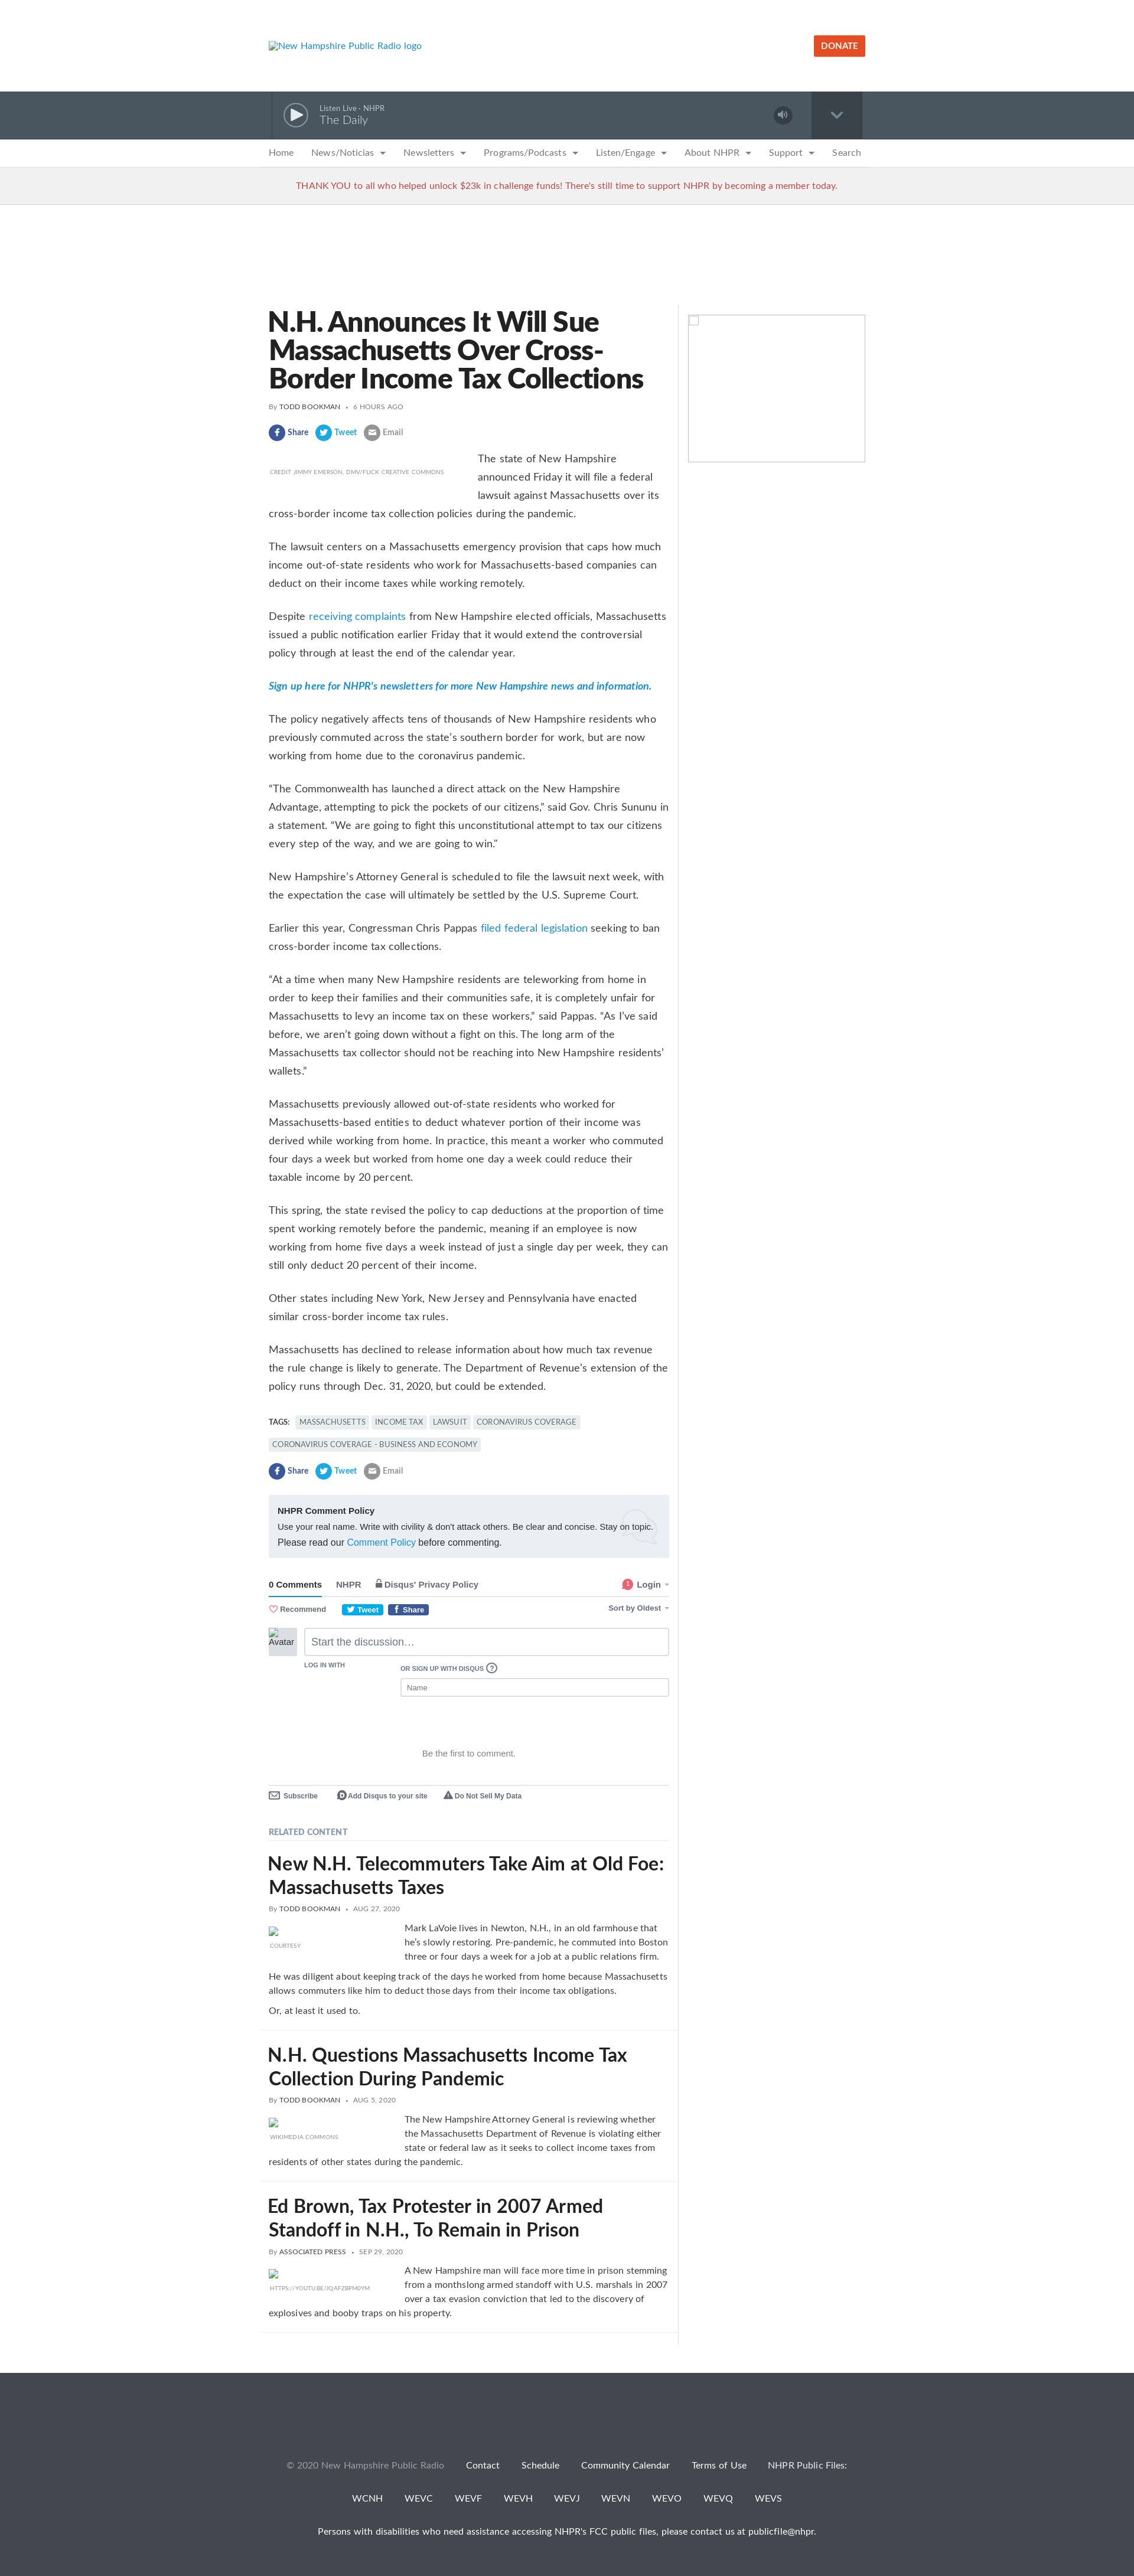 New Hampshire Public Radio logo
DONATE
Listen Live · NHPR
The Daily
Home News/Noticias Newsletters Programs/Podcasts Listen/Engage About NHPR Support Search
THANK YOU to all who helped unlock $23k in challenge funds! There's still time to support NHPR by becoming a member today.
N.H. Announces It Will Sue
Massachusetts Over Cross-
Border Income Tax Collections
By TODD BOOKMAN • 6 HOURS AGO
Share Tweet Email
CREDIT JIMMY EMERSON, DMV/FLICK CREATIVE COMMONS
The state of New Hampshire
announced Friday it will file a federal
lawsuit against Massachusetts over its
cross-border income tax collection policies during the pandemic.
The lawsuit centers on a Massachusetts emergency provision that caps how much
income out-of-state residents who work for Massachusetts-based companies can
deduct on their income taxes while working remotely.
Despite receiving complaints from New Hampshire elected officials, Massachusetts
issued a public notification earlier Friday that it would extend the controversial
policy through at least the end of the calendar year.
Sign up here for NHPR's newsletters for more New Hampshire news and information.
The policy negatively affects tens of thousands of New Hampshire residents who
previously commuted across the state’s southern border for work, but are now
working from home due to the coronavirus pandemic.
“The Commonwealth has launched a direct attack on the New Hampshire
Advantage, attempting to pick the pockets of our citizens,” said Gov. Chris Sununu in
a statement. “We are going to fight this unconstitutional attempt to tax our citizens
every step of the way, and we are going to win."
New Hampshire’s Attorney General is scheduled to file the lawsuit next week, with
the expectation the case will ultimately be settled by the U.S. Supreme Court.
Earlier this year, Congressman Chris Pappas filed federal legislation seeking to ban
cross-border income tax collections.
“At a time when many New Hampshire residents are teleworking from home in
order to keep their families and their communities safe, it is completely unfair for
Massachusetts to levy an income tax on these workers,” said Pappas. “As I’ve said
before, we aren’t going down without a fight on this. The long arm of the
Massachusetts tax collector should not be reaching into New Hampshire residents’
wallets.”
Massachusetts previously allowed out-of-state residents who worked for
Massachusetts-based entities to deduct whatever portion of their income was
derived while working from home. In practice, this meant a worker who commuted
four days a week but worked from home one day a week could reduce their
taxable income by 20 percent.
This spring, the state revised the policy to cap deductions at the proportion of time
spent working remotely before the pandemic, meaning if an employee is now
working from home five days a week instead of just a single day per week, they can
still only deduct 20 percent of their income.
Other states including New York, New Jersey and Pennsylvania have enacted
similar cross-border income tax rules.
Massachusetts has declined to release information about how much tax revenue
the rule change is likely to generate. The Department of Revenue’s extension of the
policy runs through Dec. 31, 2020, but could be extended.
TAGS: MASSACHUSETTS INCOME TAX LAWSUIT CORONAVIRUS COVERAGE
CORONAVIRUS COVERAGE - BUSINESS AND ECONOMY
Share Tweet Email
NHPR Comment Policy
Use your real name. Write with civility & don't attack others. Be clear and concise. Stay on topic.
Please read our Comment Policy before commenting.
0 Comments NHPR Disqus' Privacy Policy 1 Login
Recommend Tweet Share Sort by Oldest
Avatar
Start the discussion…
LOG IN WITH
OR SIGN UP WITH DISQUS ?
Name
Be the first to comment.
Subscribe Add Disqus to your site Do Not Sell My Data
RELATED CONTENT
New N.H. Telecommuters Take Aim at Old Foe:
Massachusetts Taxes
By TODD BOOKMAN • AUG 27, 2020
COURTESY
Mark LaVoie lives in Newton, N.H., in an old farmhouse that
he’s slowly restoring. Pre-pandemic, he commuted into Boston
three or four days a week for a job at a public relations firm.
He was diligent about keeping track of the days he worked from home because Massachusetts
allows commuters like him to deduct those days from their income tax obligations.
Or, at least it used to.
N.H. Questions Massachusetts Income Tax
Collection During Pandemic
By TODD BOOKMAN • AUG 5, 2020
WIKIMEDIA COMMONS
The New Hampshire Attorney General is reviewing whether
the Massachusetts Department of Revenue is violating either
state or federal law as it seeks to collect income taxes from
residents of other states during the pandemic.
Ed Brown, Tax Protester in 2007 Armed
Standoff in N.H., To Remain in Prison
By ASSOCIATED PRESS • SEP 29, 2020
A New Hampshire man will face more time in prison stemming
from a monthslong armed standoff with U.S. marshals in 2007
over a tax evasion conviction that led to the discovery of
explosives and booby traps on his property.
© 2020 New Hampshire Public Radio Contact Schedule Community Calendar Terms of Use NHPR Public Files:
WCNH WEVC WEVF WEVH WEVJ WEVN WEVO WEVQ WEVS
Persons with disabilities who need assistance accessing NHPR's FCC public files, please contact us at publicfile@nhpr.